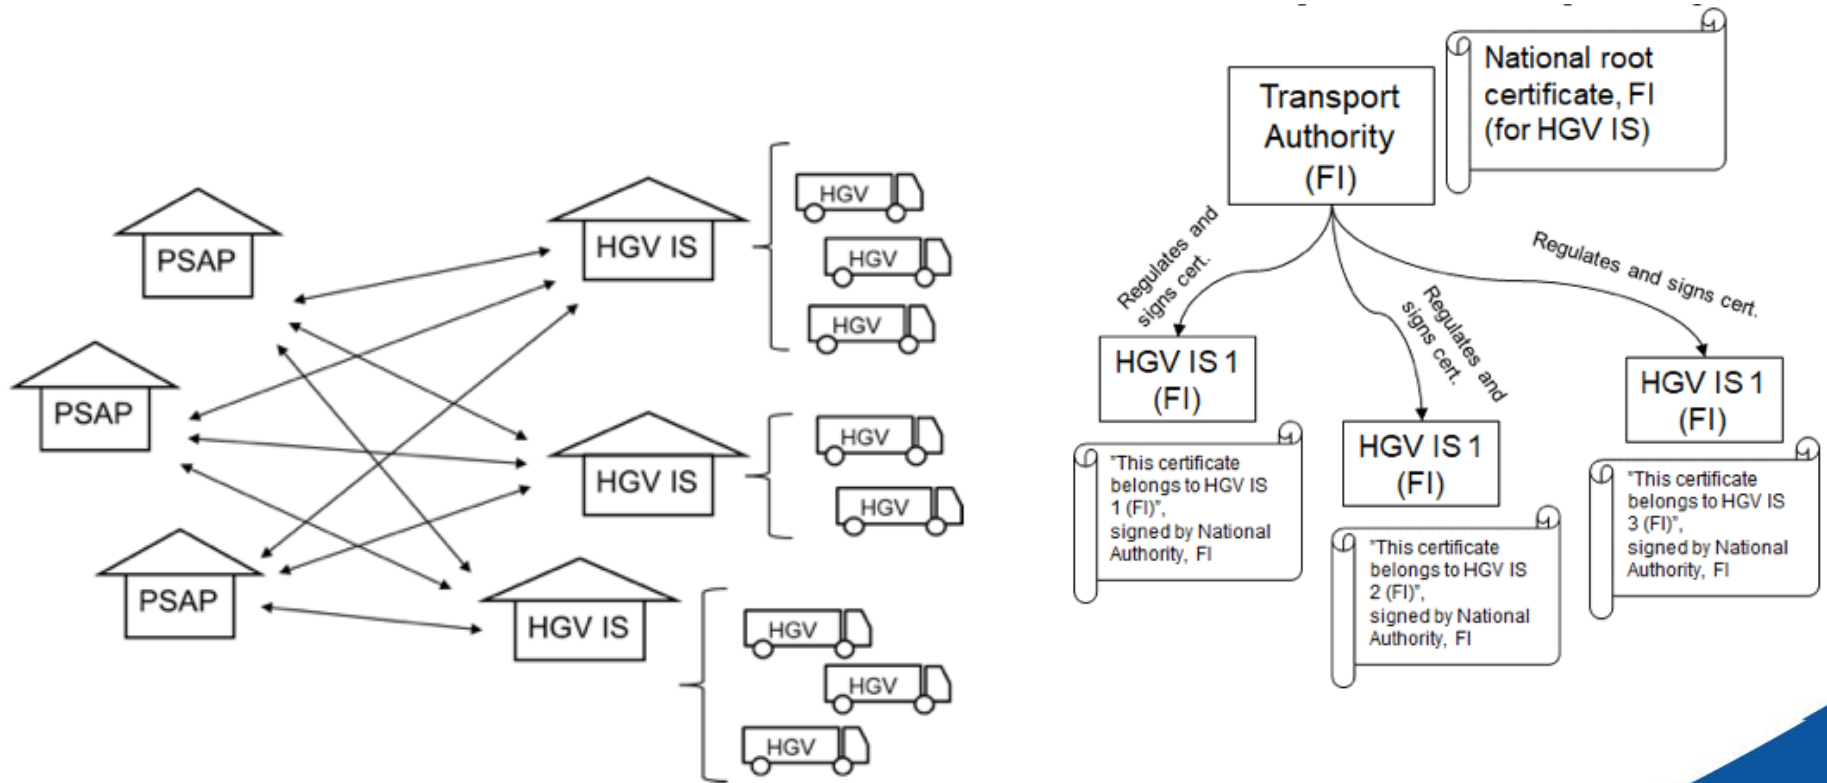 PSAP
PSAP
PSAP
HGV IS
HGV
HGV
HGV
HGV IS
HGV
HGV
HGV IS
HGV
HGV
HGV
Transport
Authority
(FI)
National root
certificate, FI
(for HGV IS)
Regulates and
signs cert.
Regulates and
signs cert.
Regulates and signs cert.
HGV IS 1
(FI)
"This certificate
belongs to HGV IS
1 (FI)",
signed by National
Authority, FI
HGV IS 1
(FI)
"This certificate
belongs to HGV IS
2 (FI)",
signed by National
Authority, FI
HGV IS 1
(FI)
"This certificate
belongs to HGV IS
3 (FI)",
signed by National
Authority, FI